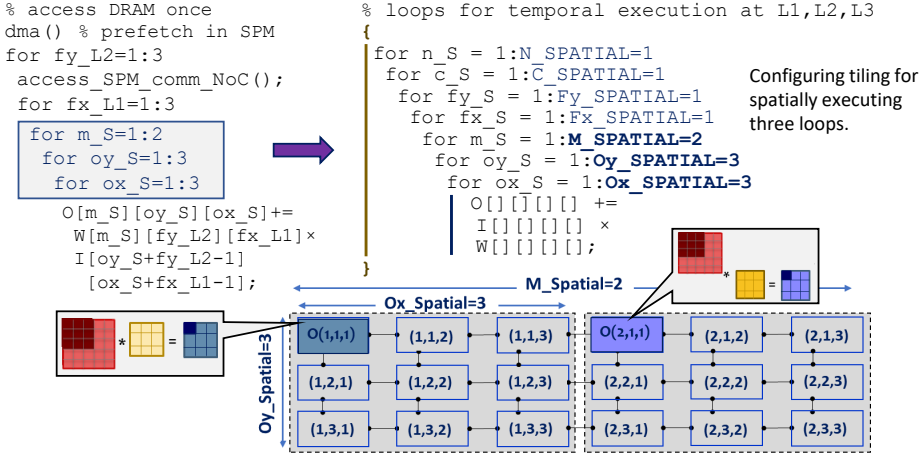 % access DRAM once
dma() % prefetch in SPM
for fy_L2=1:3
access_SPM_comm_NoC();
for fx_L1=1:3
for m_S=1:2
for oy_S=1:3
for ox_S=1:3
O[m_S][oy_S][ox_S]+=
W[m_S][fy_L2][fx_L1]×
I[oy_S+fy_L2-1]
[ox_S+fx_L1-1];
% loops for temporal execution at L1,L2,L3
{
for n_S = 1:N_SPATIAL=1
for c_S = 1:C_SPATIAL=1
for fy_S = 1:Fy_SPATIAL=1
for fx_S = 1:Fx_SPATIAL=1
for m_S = 1:M_SPATIAL=2
for oy_S = 1:Oy_SPATIAL=3
for ox_S = 1:Ox_SPATIAL=3
O[][][][] +=
I[][][][] ×
W[][][][];
}
Configuring tiling for
spatially executing
three loops.
* =
M_Spatial=2
Ox_Spatial=3
Oy_Spatial=3
* =
O(1,1,1) (1,1,2) (1,1,3) O(2,1,1) (2,1,2) (2,1,3)
(1,2,1) (1,2,2) (1,2,3) (2,2,1) (2,2,2) (2,2,3)
(1,3,1) (1,3,2) (1,3,3) (2,3,1) (2,3,2) (2,3,3)